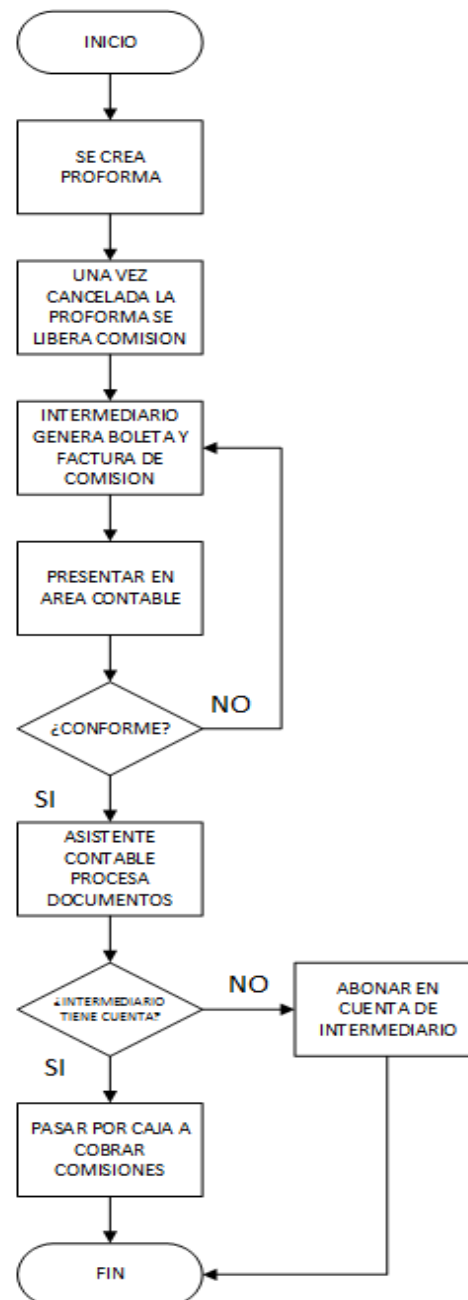 INICIO
SE CREA
PROFORMA
UNA VEZ
CANCELADA LA
PROFORMA SE
LIBERA COMISION
INTERMEDIARIO
GENERA BOLETA Y
FACTURA DE
COMISION
PRESENTAR EN
AREA CONTABLE
¿CONFORME?
NO
SI
ASISTENTE
CONTABLE
PROCESA
DOCUMENTOS
¿INTERMEDIARIO
TIENE CUENTA?
NO
ABONAR EN
CUENTA DE
INTERMEDIARIO
SI
PASAR POR CAJA A
COBRAR
COMISIONES
FIN